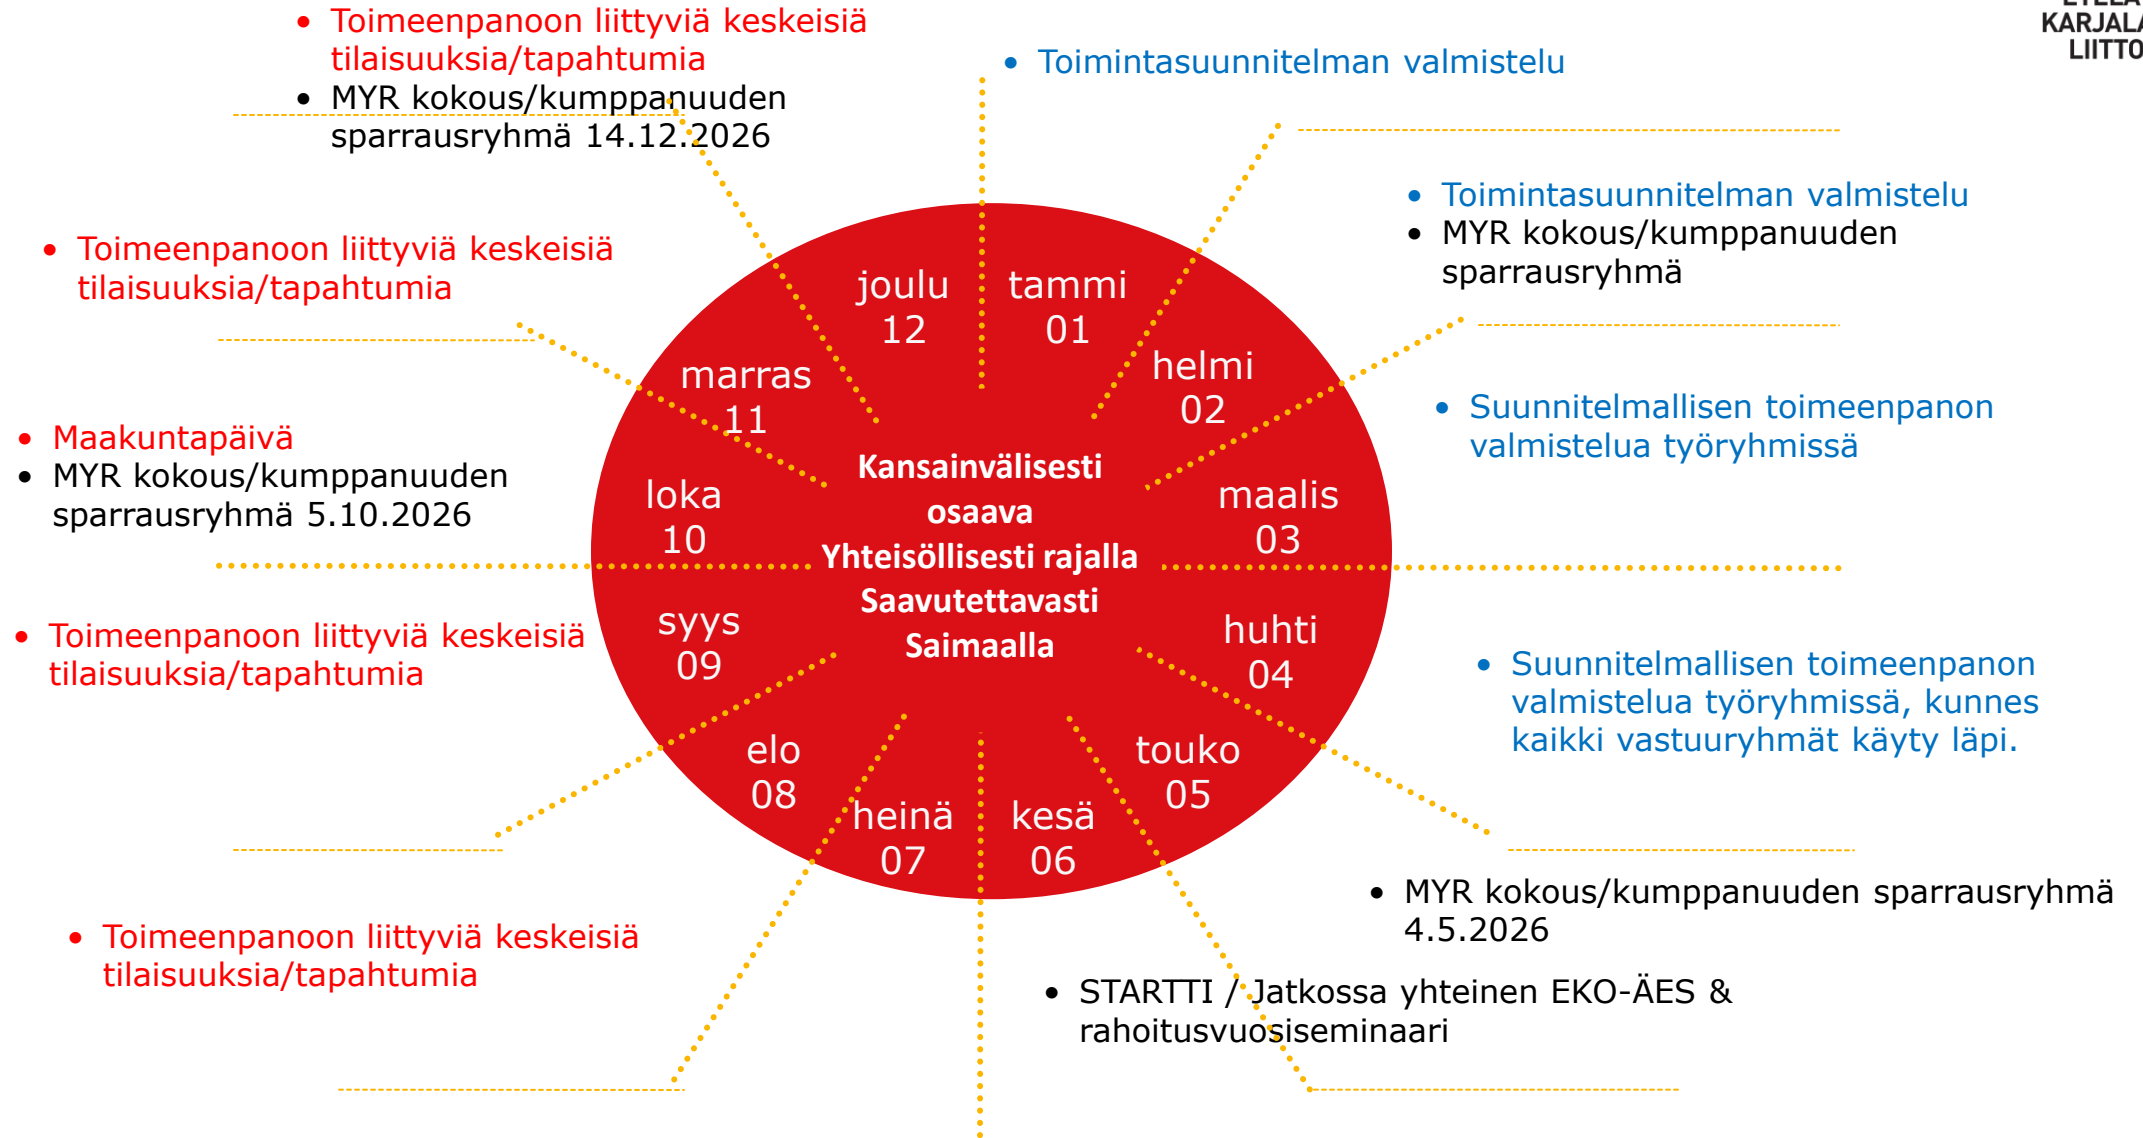 • Toimeenpanoon liittyviä keskeisiä
tilaisuuksia/tapahtumia
• MYR kokous/kumppanuuden
sparrausryhmä 14.12.2026
• Toimintasuunnitelman valmistelu
KARJALA
LIITTO
• Toimintasuunnitelman valmistelu
• MYR kokous/kumppanuuden
sparrausryhmä
• Toimeenpanoon liittyviä keskeisiä
tilaisuuksia/tapahtumia
joulu
12
tammi
01
marras
11
helmi
02
• Suunnitelmallisen toimeenpanon
valmistelua työryhmissä
• Maakuntapäivä
• MYR kokous/kumppanuuden
sparrausryhmä 5.10.2026
loka
10
Kansainvälisesti
osaava
Yhteisöllisesti rajalla
Saavutettavasti
Saimaalla
maalis
03
• Toimeenpanoon liittyviä keskeisiä
tilaisuuksia/tapahtumia
syys
09
huhti
04
• Suunnitelmallisen toimeenpanon
valmistelua työryhmissä, kunnes
kaikki vastuuryhmät käyty läpi.
elo
08
heinä
07
kesä
06
touko
05
• MYR kokous/kumppanuuden sparrausryhmä
4.5.2026
• Toimeenpanoon liittyviä keskeisiä
tilaisuuksia/tapahtumia
• STARTTI / Jatkossa yhteinen EKO-ÄES &
rahoitusvuosiseminaari